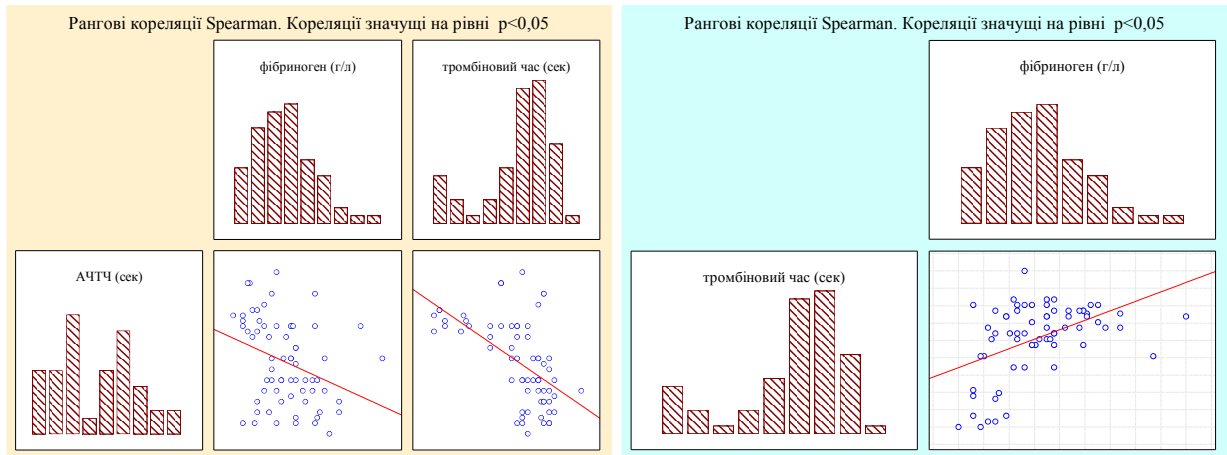 Рангові кореляції Spearman. Кореляції значущі на рівні p<0,05
фібриноген (г/л)
тромбіновий час (сек)
АЧТЧ (сек)
Рангові кореляції Spearman. Кореляції значущі на рівні p<0,05
фібриноген (г/л)
тромбіновий час (сек)